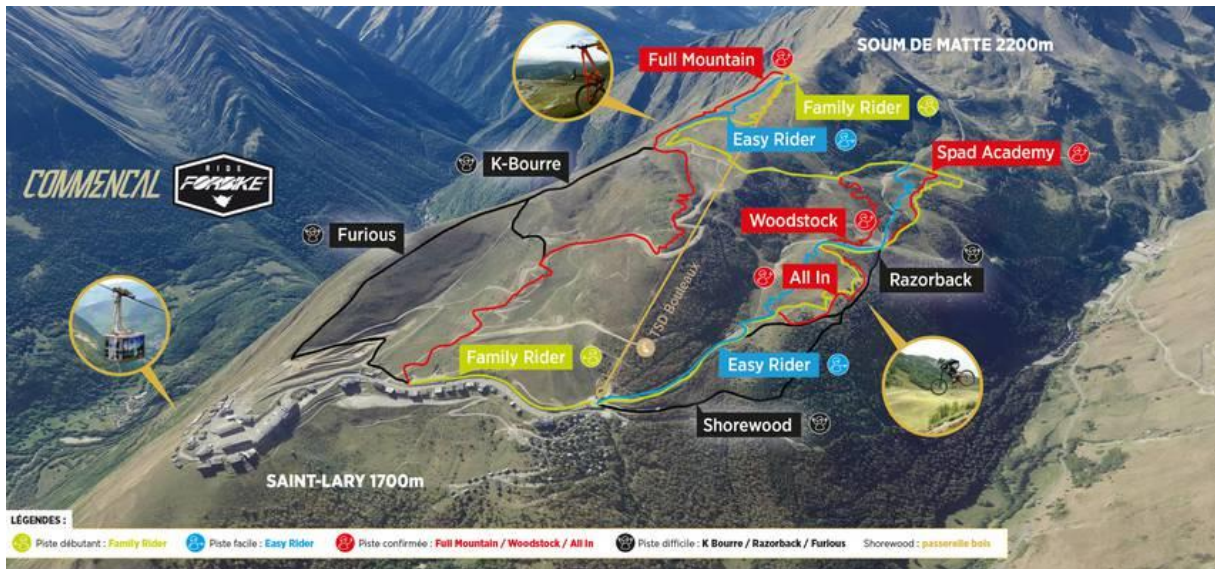 SOUM DE MATTE 2200m
Full Mountain
Family Rider
Easy Rider
Spad Academy
K-Bourre
COMMENCAL
RIDE
FORBIKE
Furious
Woodstock
All In
Razorback
TSD Bouleaux
Family Rider
Easy Rider
Shorewood
SAINT-LARY 1700m
LÉGENDES :
Piste débutant : Family Rider Piste facile : Easy Rider Piste confirmée : Full Mountain / Woodstock / All In Piste difficile : K Bourre / Razorback / Furious Shorewood : passerelle bois